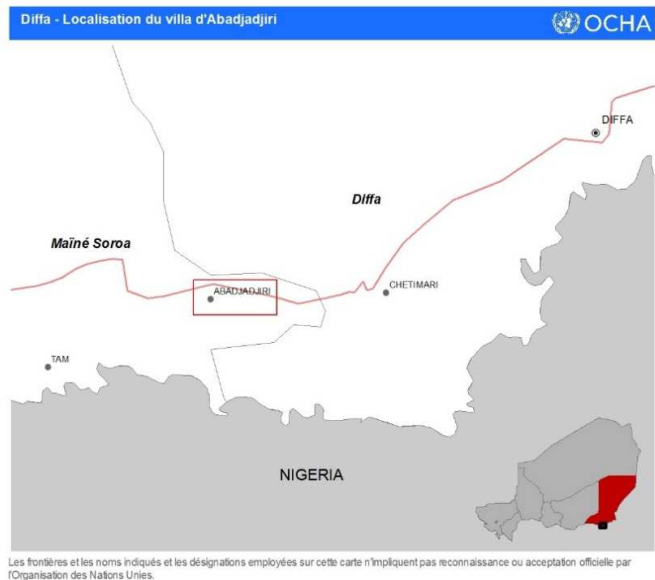 Diffa - Localisation du villa d'Abadjadjiri
OCHA
DIFFA
Diffa
Maïné Soroa
ABADJADJIRI
CHETIMARI
TAM
NIGERIA
Les frontières et les noms indiqués et les désignations employées sur cette carte n'impliquent pas reconnaissance ou acceptation officielle par
l'Organisation des Nations Unies.